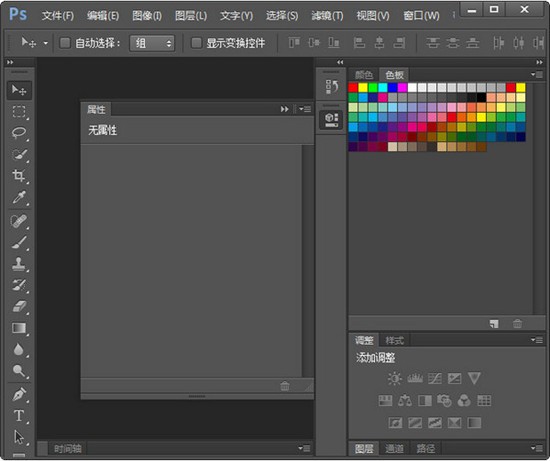 Ps 文件(F) 编辑(E) 图像(I) 图层(L) 文字(Y) 选择(S) 滤镜(T) 视图(V) 窗口(W)
自动选择： 组 显示变换控件
颜色 色板
属性
无属性
调整 样式
添加调整
图层 通道 路径
时间轴